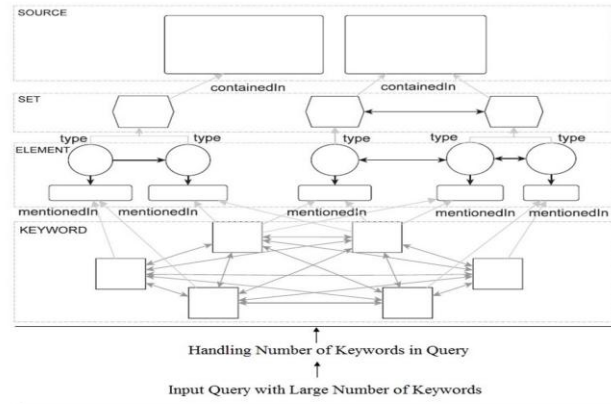 SOURCE
containedIn containedIn
SET
type type type type type
ELEMENT
mentionedIn mentionedIn mentionedIn mentionedIn mentionedIn
KEYWORD
Handling Number of Keywords in Query
Input Query with Large Number of Keywords